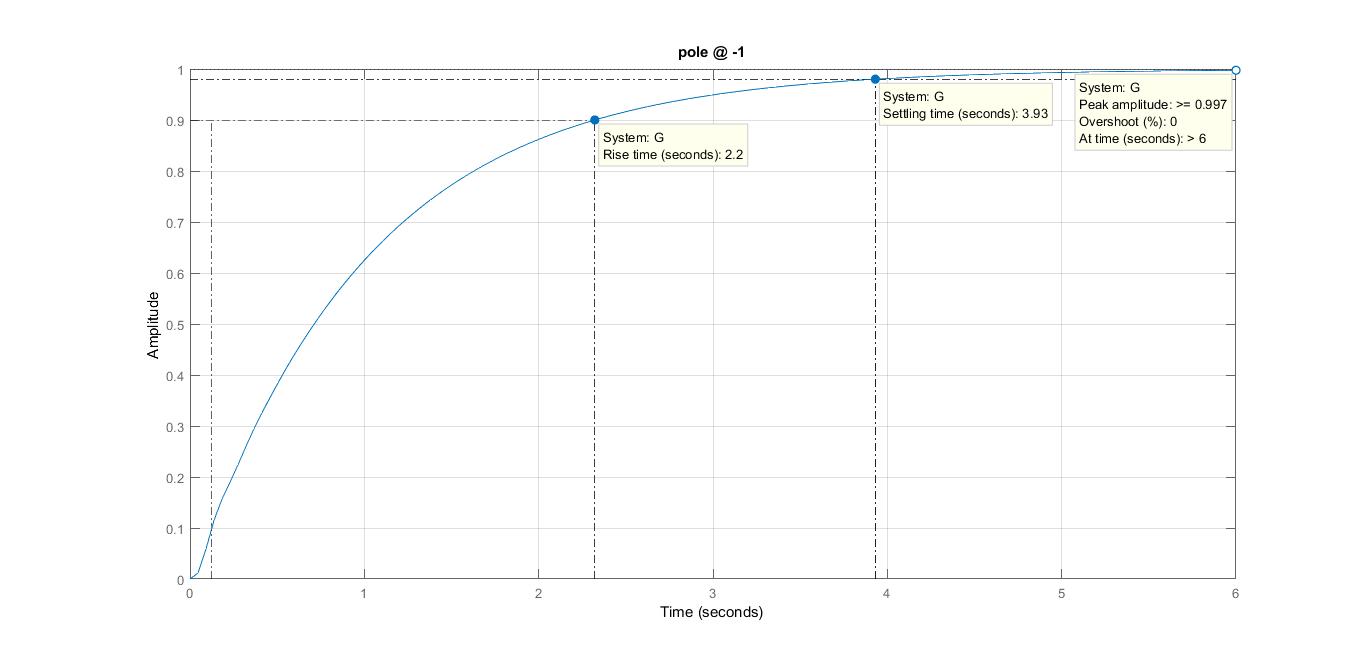 pole @ -1
1
0.9
0.8
0.7
0.6
0.5
0.4
0.3
0.2
0.1
0
Amplitude
System: G
Rise time (seconds): 2.2
System: G
Settling time (seconds): 3.93
System: G
Peak amplitude: >= 0.997
Overshoot (%): 0
At time (seconds): > 6
0 1 2 3 4 5 6
Time (seconds)